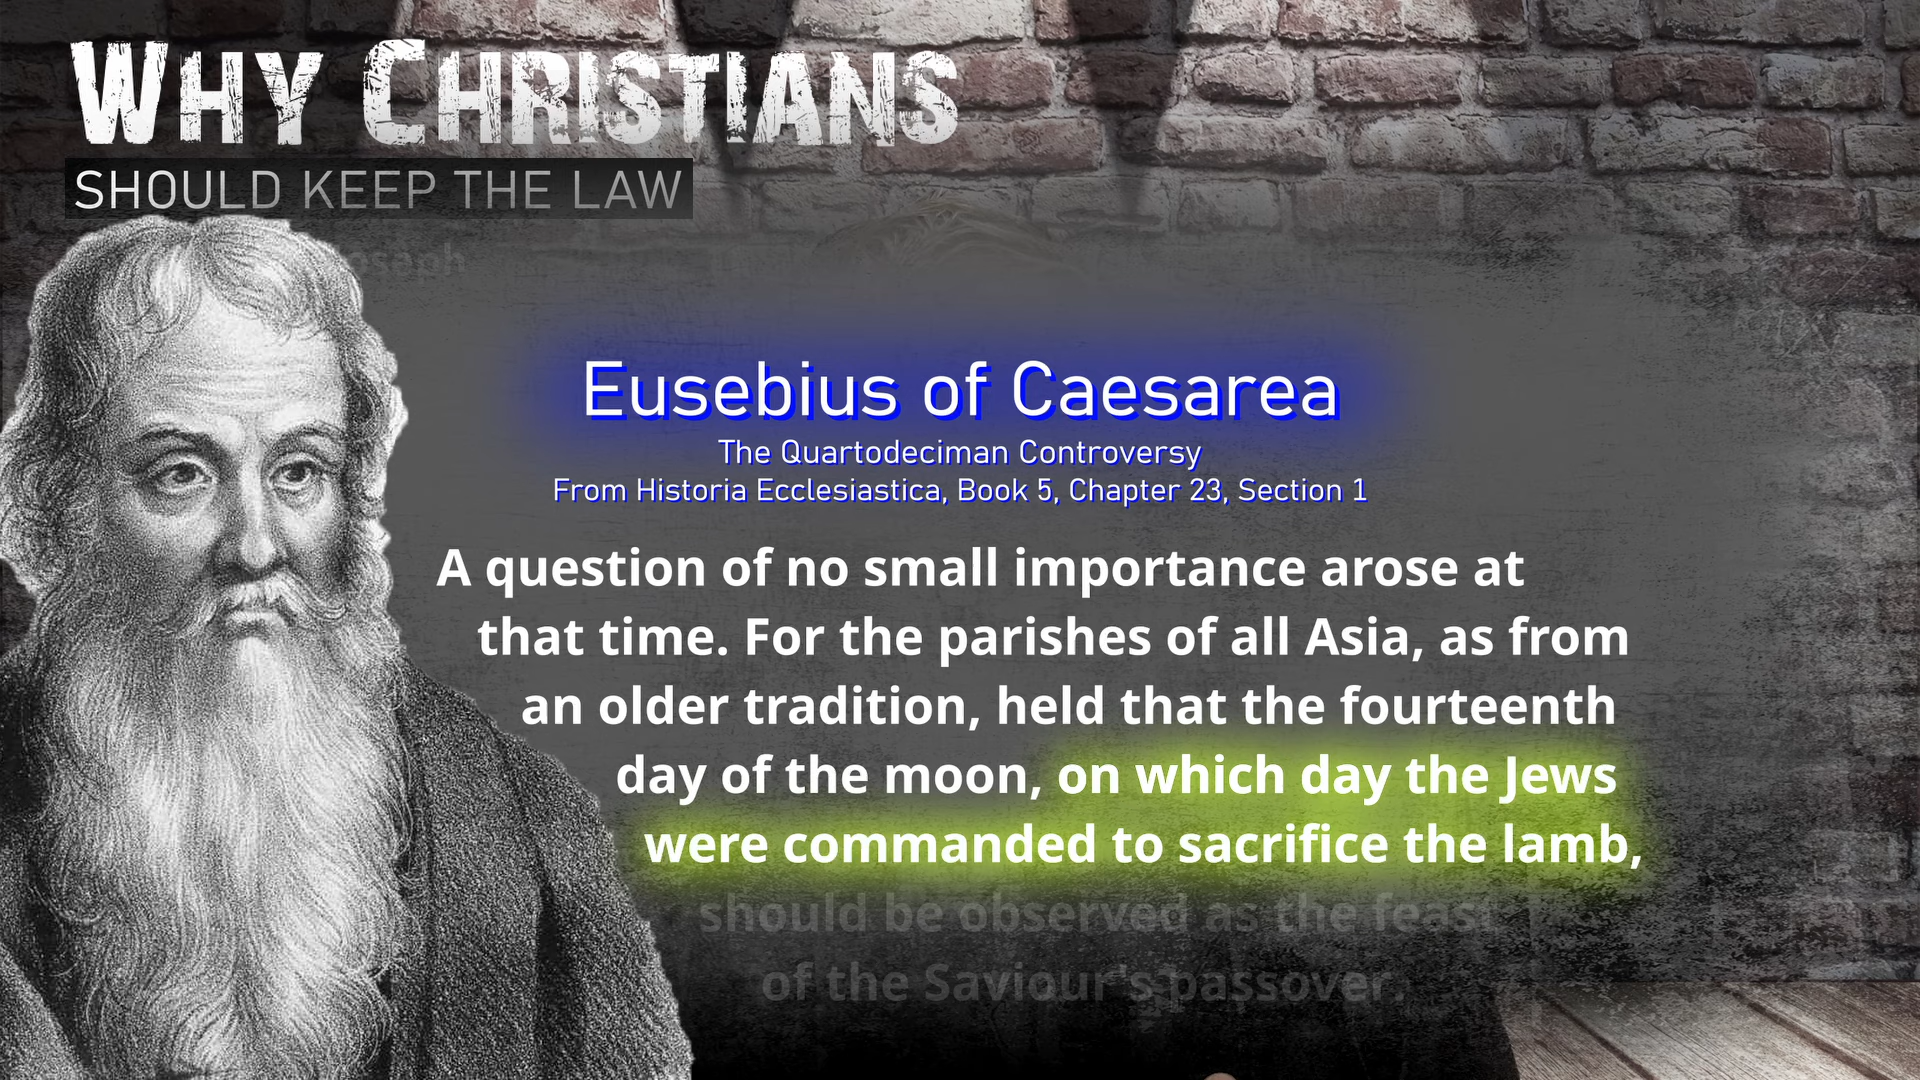 WHY CHRISTIANS
SHOULD KEEP THE LAW
Eusebius of Caesarea
The Quartodeciman Controversy
From Historia Ecclesiastica, Book 5, Chapter 23, Section 1
A question of no small importance arose at
that time. For the parishes of all Asia, as from
an older tradition, held that the fourteenth
day of the moon, on which day the Jews
were commanded to sacrifice the lamb,
should be observed as the feast
of the Saviour's passover.